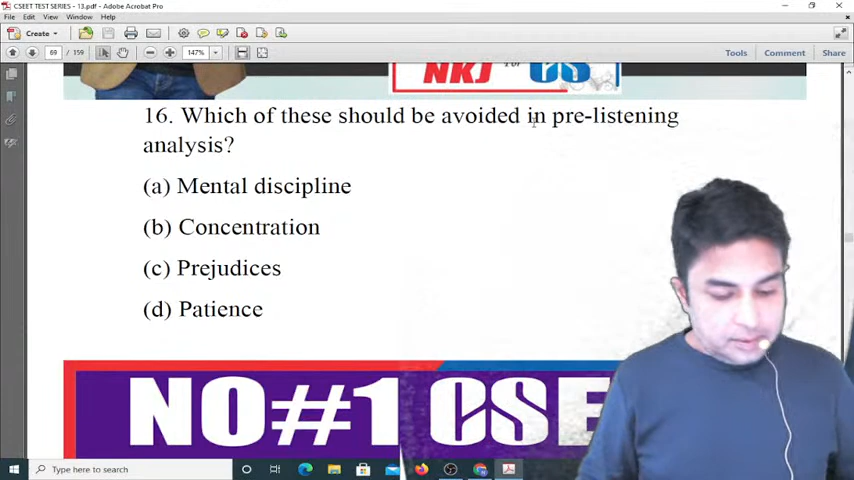 CSEET TEST SERIES - 13.pdf - Adobe Acrobat Pro
File Edit View Window Help
Create
69 / 159 147% Tools Comment Share
NKJ For CS
16. Which of these should be avoided in pre-listening
analysis?
(a) Mental discipline
(b) Concentration
(c) Prejudices
(d) Patience
NO#1 CSE
Type here to search